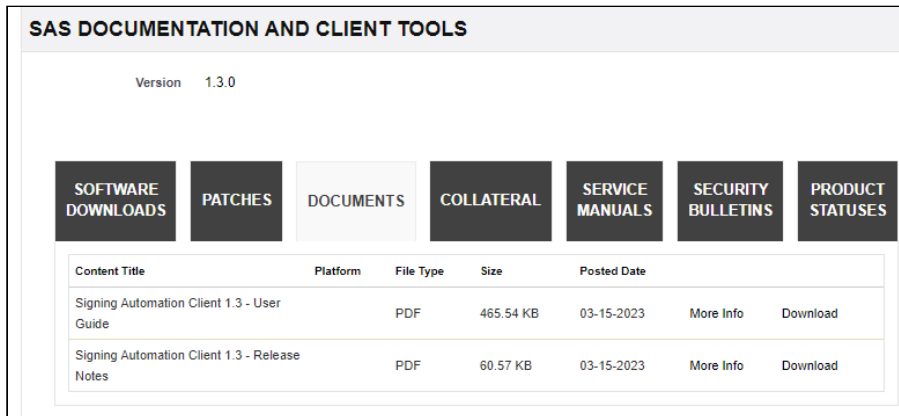 SAS DOCUMENTATION AND CLIENT TOOLS
Version 1.3.0
SOFTWARE DOWNLOADS PATCHES DOCUMENTS COLLATERAL SERVICE MANUALS SECURITY BULLETINS PRODUCT STATUSES
Content Title Platform File Type Size Posted Date
Signing Automation Client 1.3 - User
Guide PDF 465.54 KB 03-15-2023 More Info Download
Signing Automation Client 1.3 - Release
Notes PDF 60.57 KB 03-15-2023 More Info Download